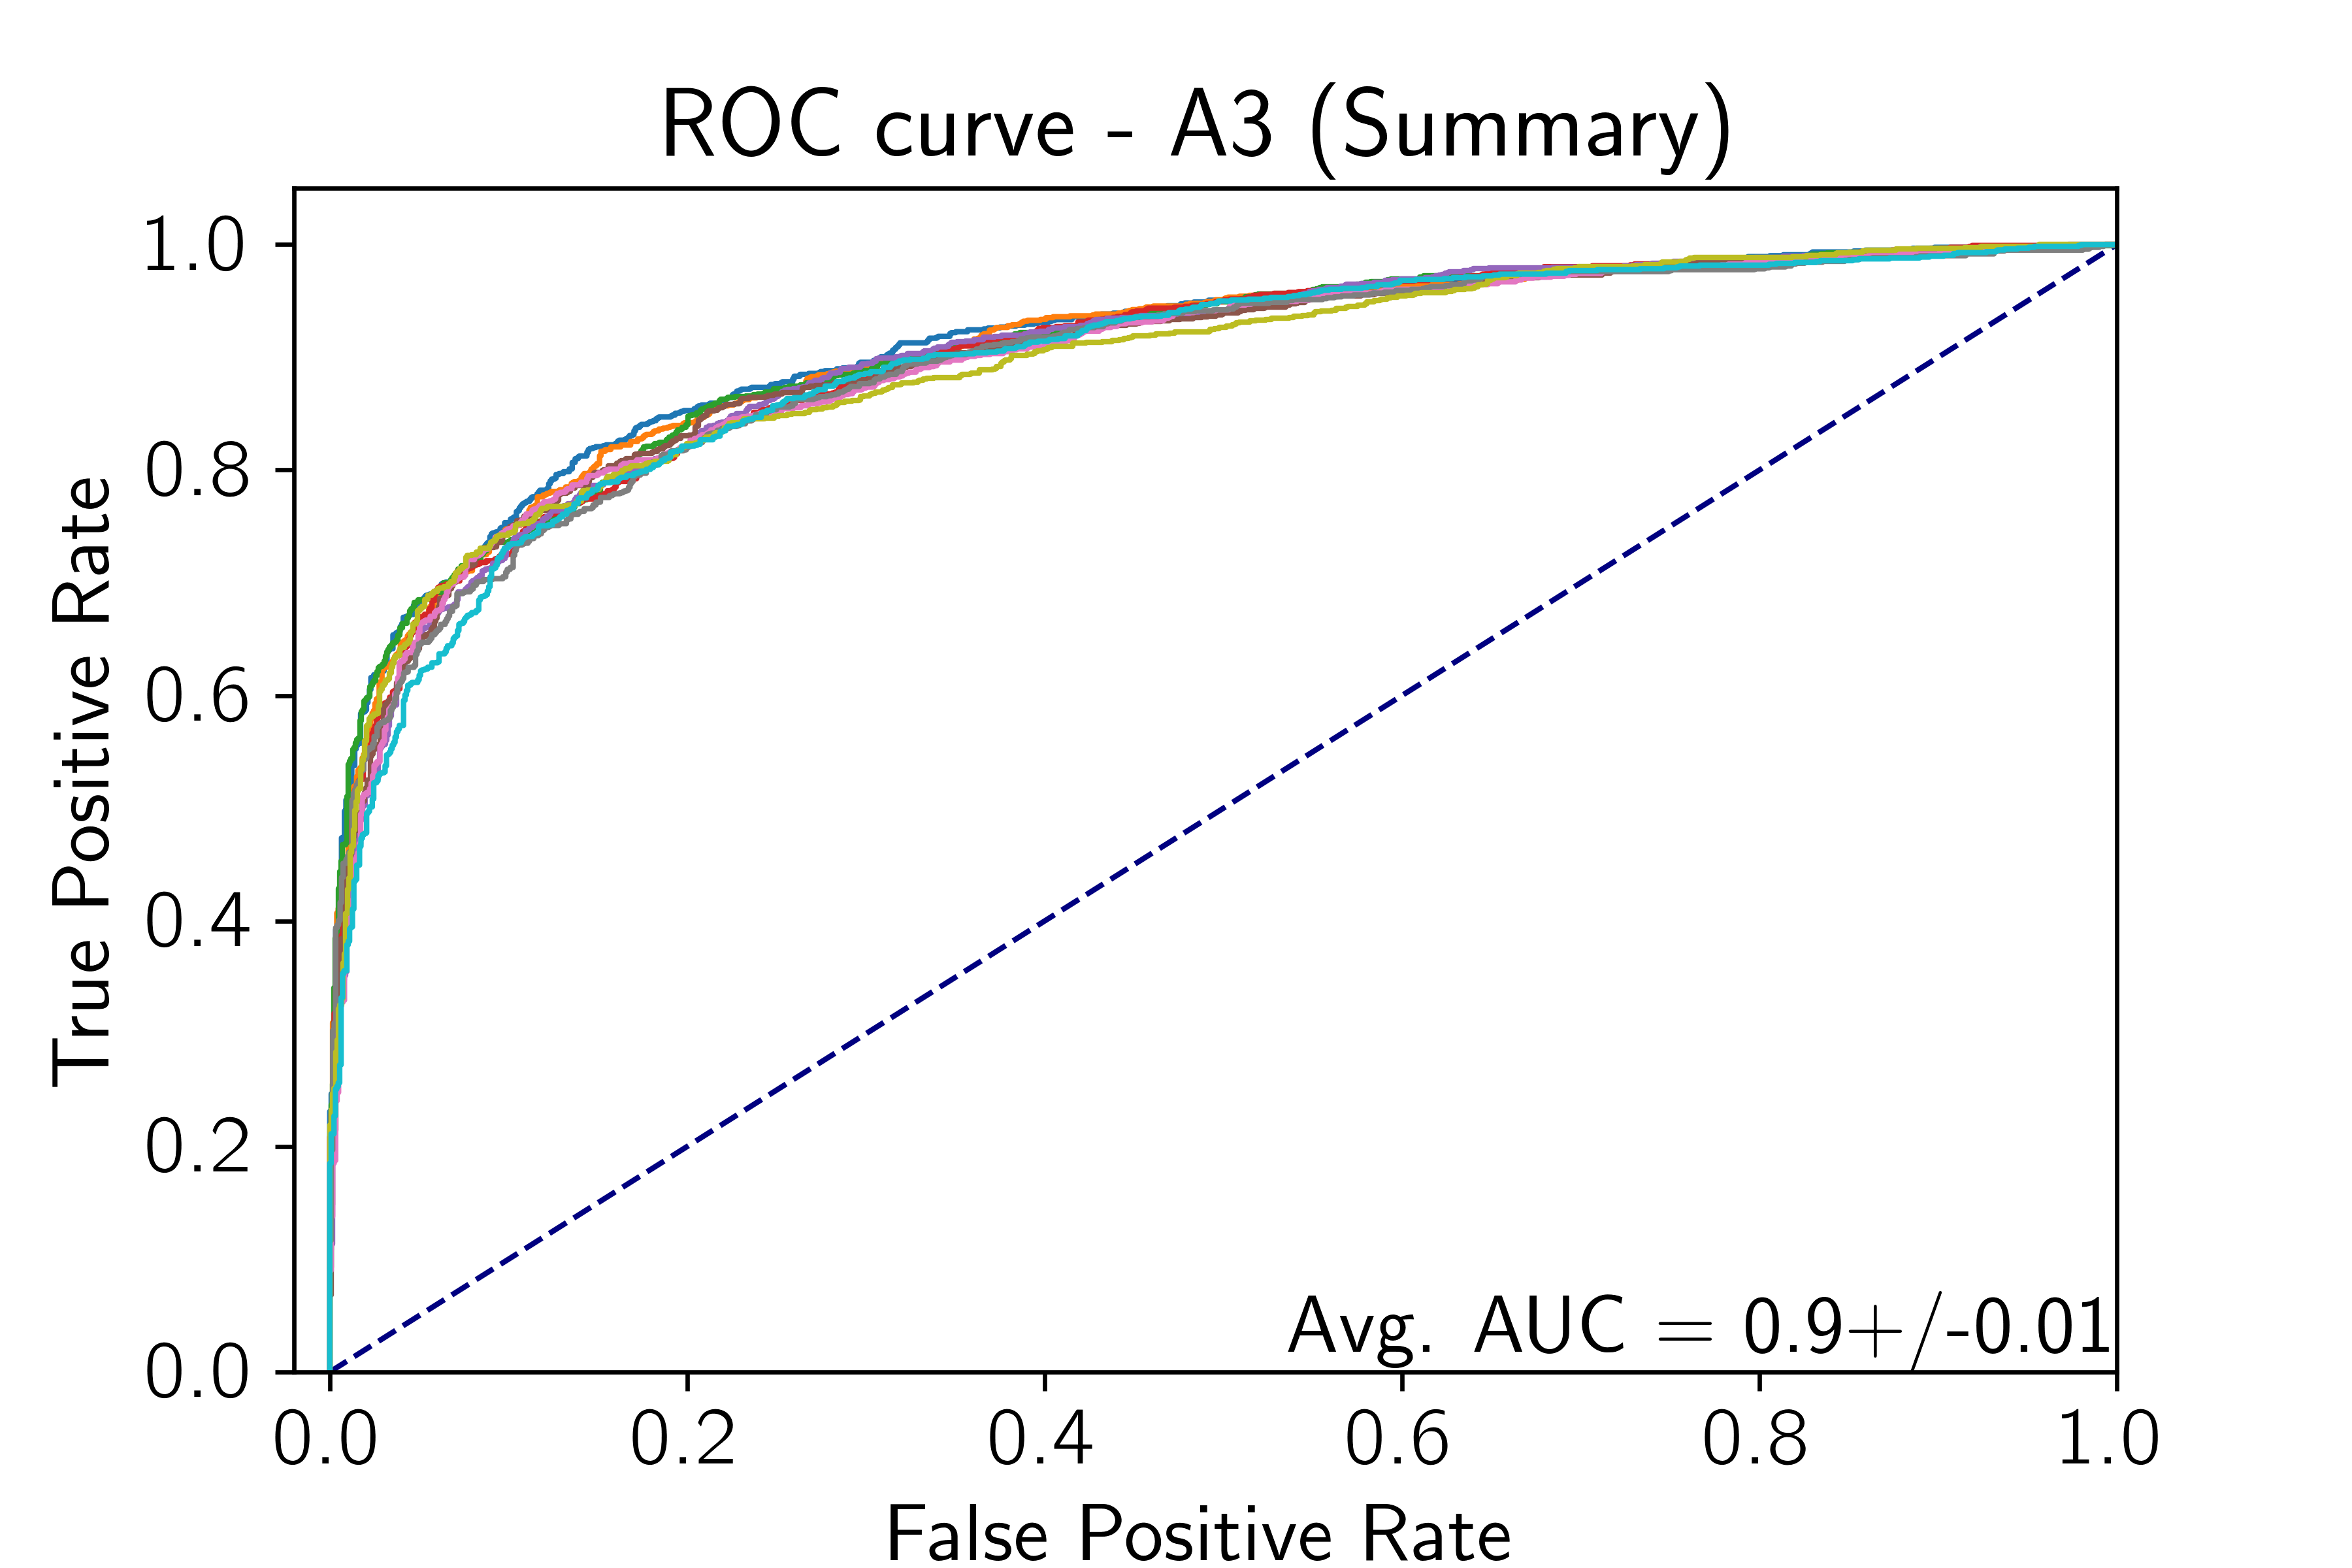 ROC curve - A3 (Summary)
True Positive Rate
1.0
0.8
0.6
0.4
0.2
0.0
Avg. AUC = 0.9+/-0.01
0.0 0.2 0.4 0.6 0.8 1.0
False Positive Rate